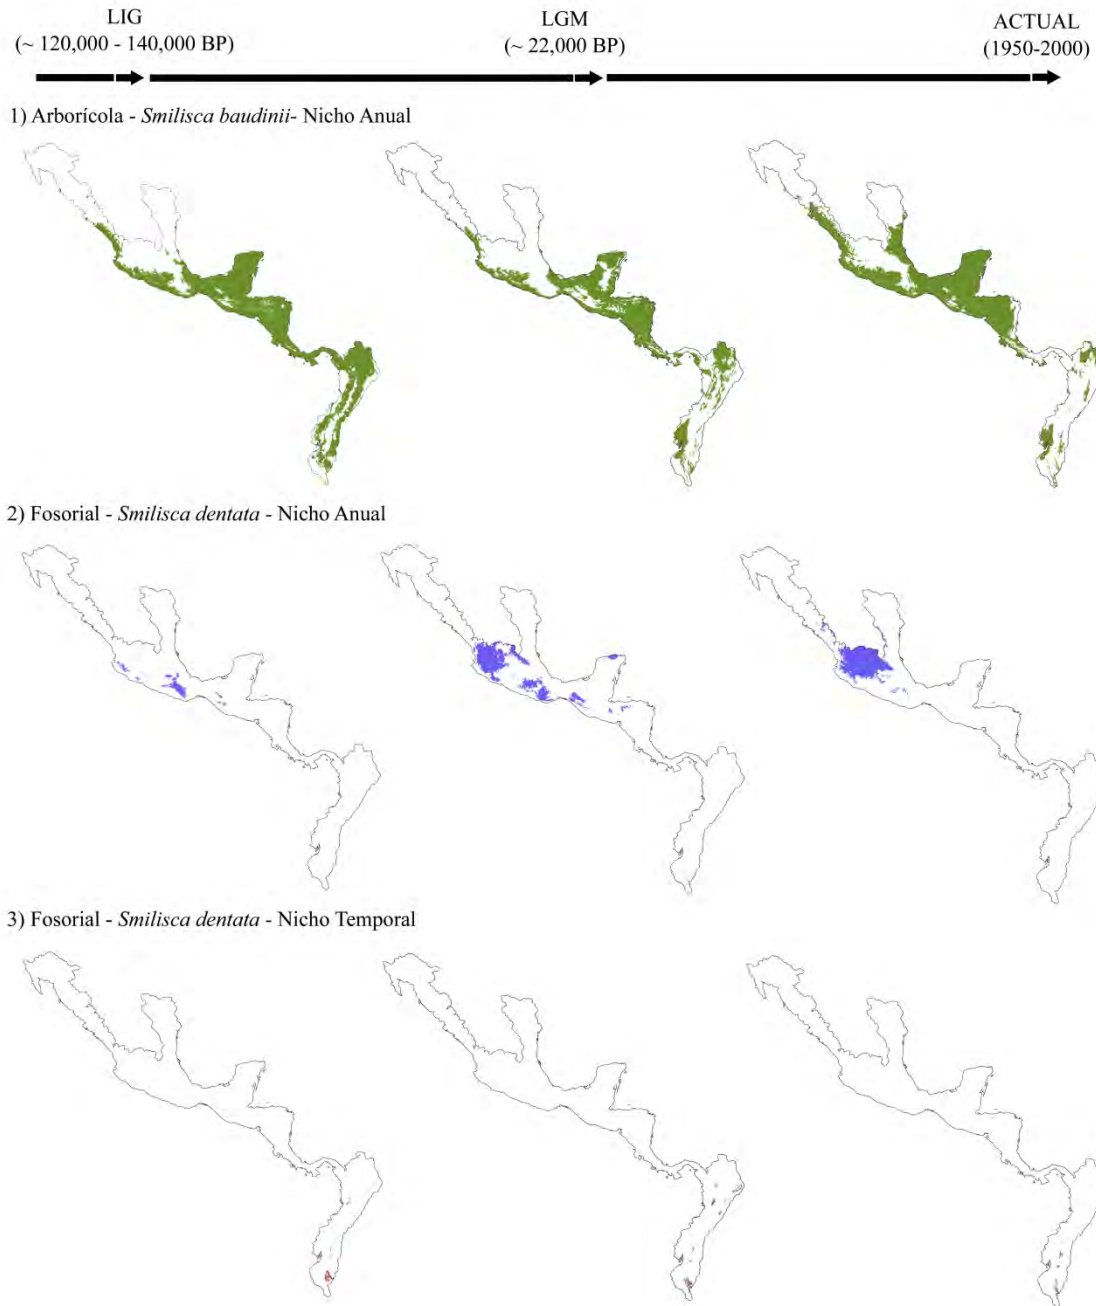 LIG
(~ 120,000 - 140,000 BP)
LGM
(~ 22,000 BP)
ACTUAL
(1950-2000)
1) Arborícola - Smilisca baudinii- Nicho Anual
2) Fosorial - Smilisca dentata - Nicho Anual
3) Fosorial - Smilisca dentata - Nicho Temporal